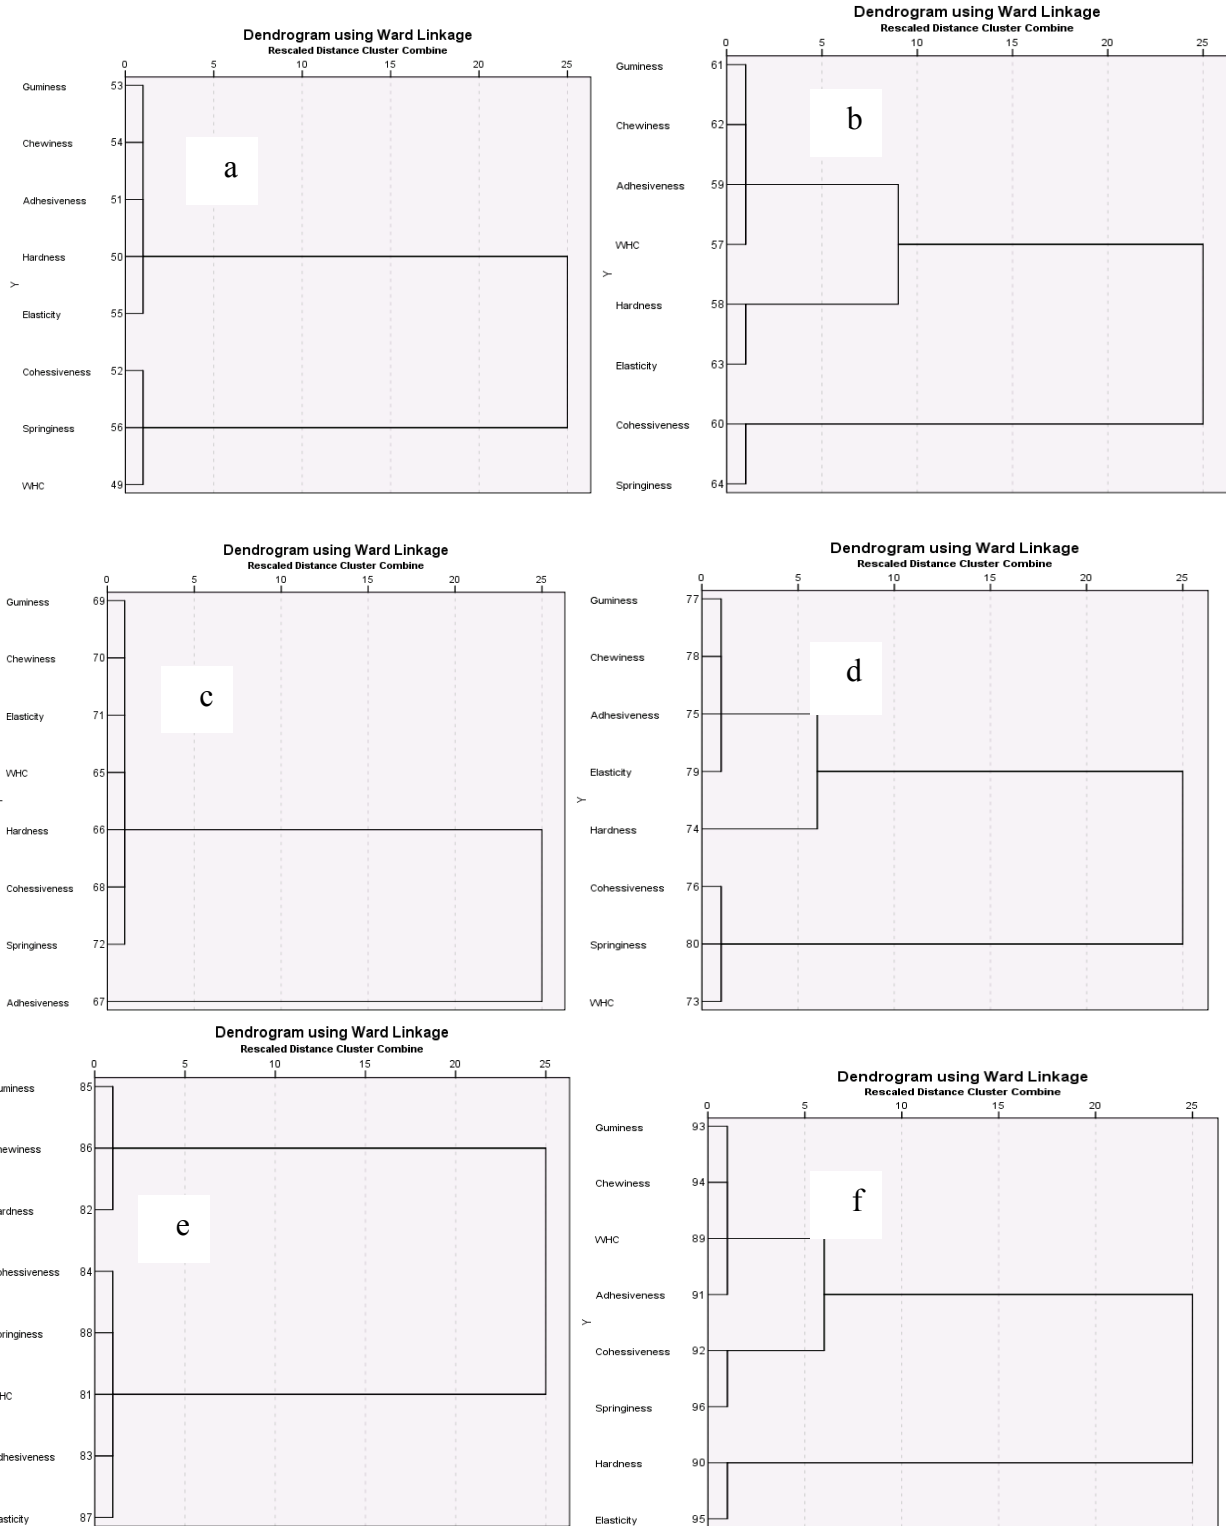 Dendrogram using Ward Linkage
Rescaled Distance Cluster Combine
0 5 10 15 20 25
Guminess 53
Chewiness 54
Adhesiveness 51
Hardness 50
Elasticity 55
Cohessiveness 52
Springiness 56
WHC 49
Y
a
Dendrogram using Ward Linkage
Rescaled Distance Cluster Combine
0 5 10 15 20 25
Guminess 61
Chewiness 62
Adhesiveness 59
WHC 57
Hardness 58
Elasticity 63
Cohessiveness 60
Springiness 64
Y
b
Dendrogram using Ward Linkage
Rescaled Distance Cluster Combine
0 5 10 15 20 25
Guminess 69
Chewiness 70
Elasticity 71
WHC 65
Hardness 66
Cohessiveness 68
Springiness 72
Adhesiveness 67
c
Dendrogram using Ward Linkage
Rescaled Distance Cluster Combine
0 5 10 15 20 25
Guminess 77
Chewiness 78
Adhesiveness 75
Elasticity 79
Hardness 74
Cohessiveness 76
Springiness 80
WHC 73
Y
d
Dendrogram using Ward Linkage
Rescaled Distance Cluster Combine
0 5 10 15 20 25
uminess 85
ewiness 86
ardness 82
ohessiveness 84
oringiness 88
HC 81
dhesiveness 83
asticity 87
e
Dendrogram using Ward Linkage
Rescaled Distance Cluster Combine
0 5 10 15 20 25
Guminess 93
Chewiness 94
WHC 89
Adhesiveness 91
Cohessiveness 92
Springiness 96
Hardness 90
Elasticity 95
Y
f